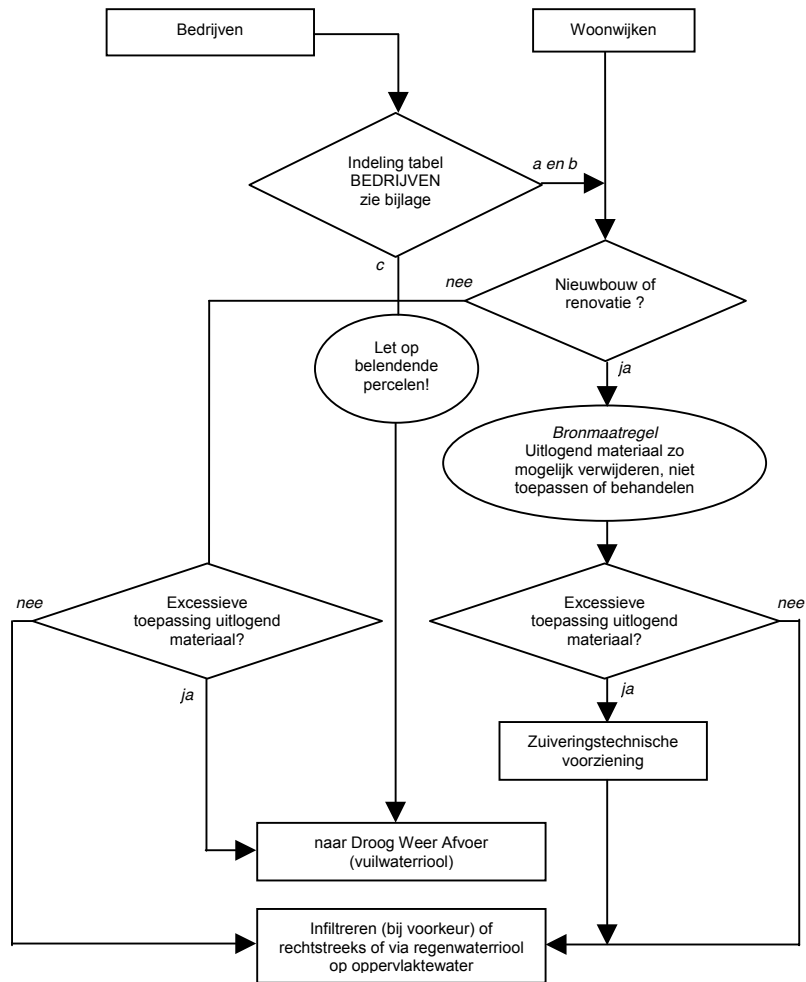 Bedrijven
Woonwijken
Indeling tabel
BEDRIJVEN
zie bijlage
a en b
c
nee
Nieuwbouw of
renovatie ?
Let op
belendende
percelen!
ja
Bronmaatregel
Uitlogend materiaal zo
mogelijk verwijderen, niet
toepassen of behandelen
nee
Excessieve
toepassing uitlogend
materiaal?
ja
Excessieve
toepassing uitlogend
materiaal?
nee
ja
Zuiveringstechnische
voorziening
naar Droog Weer Afvoer
(vuilwaterriool)
Infiltreren (bij voorkeur) of
rechtstreeks of via regenwaterriool
op oppervlaktewater